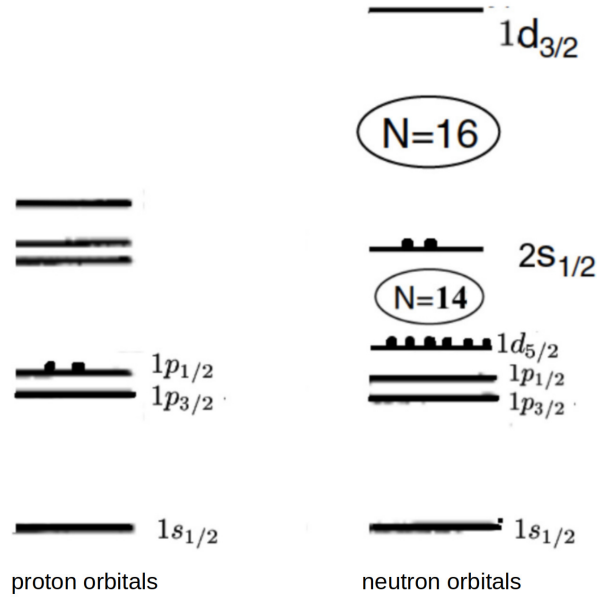 1d3/2
N=16
2s1/2
N=14
1d5/2
1p1/2
1p1/2
1p3/2
1p3/2
1s1/2
1s1/2
proton orbitals
neutron orbitals